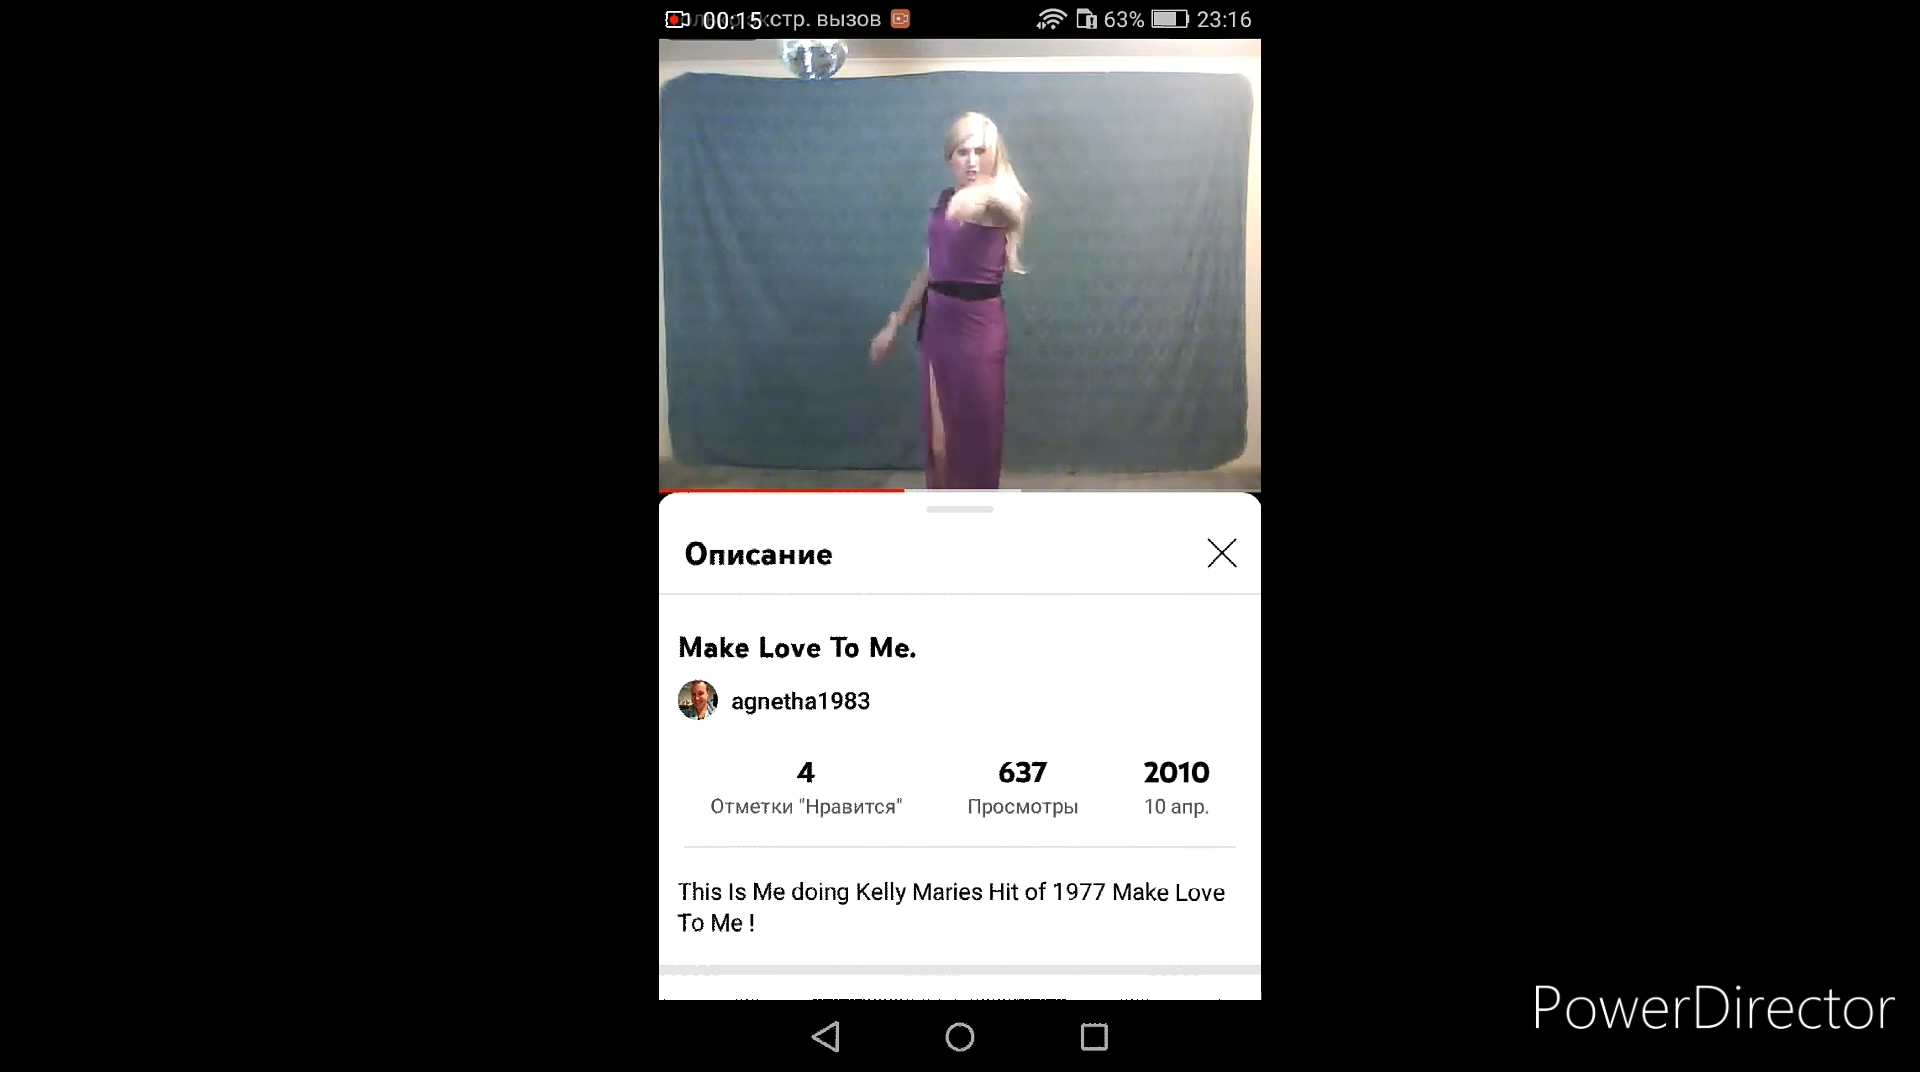 00:15 стр. вызов 63% 23:16
Описание
Make Love To Me.
agnetha1983
4 637 2010
Отметки "Нравится" Просмотры 10 апр.
This Is Me doing Kelly Maries Hit of 1977 Make Love
To Me !
PowerDirector